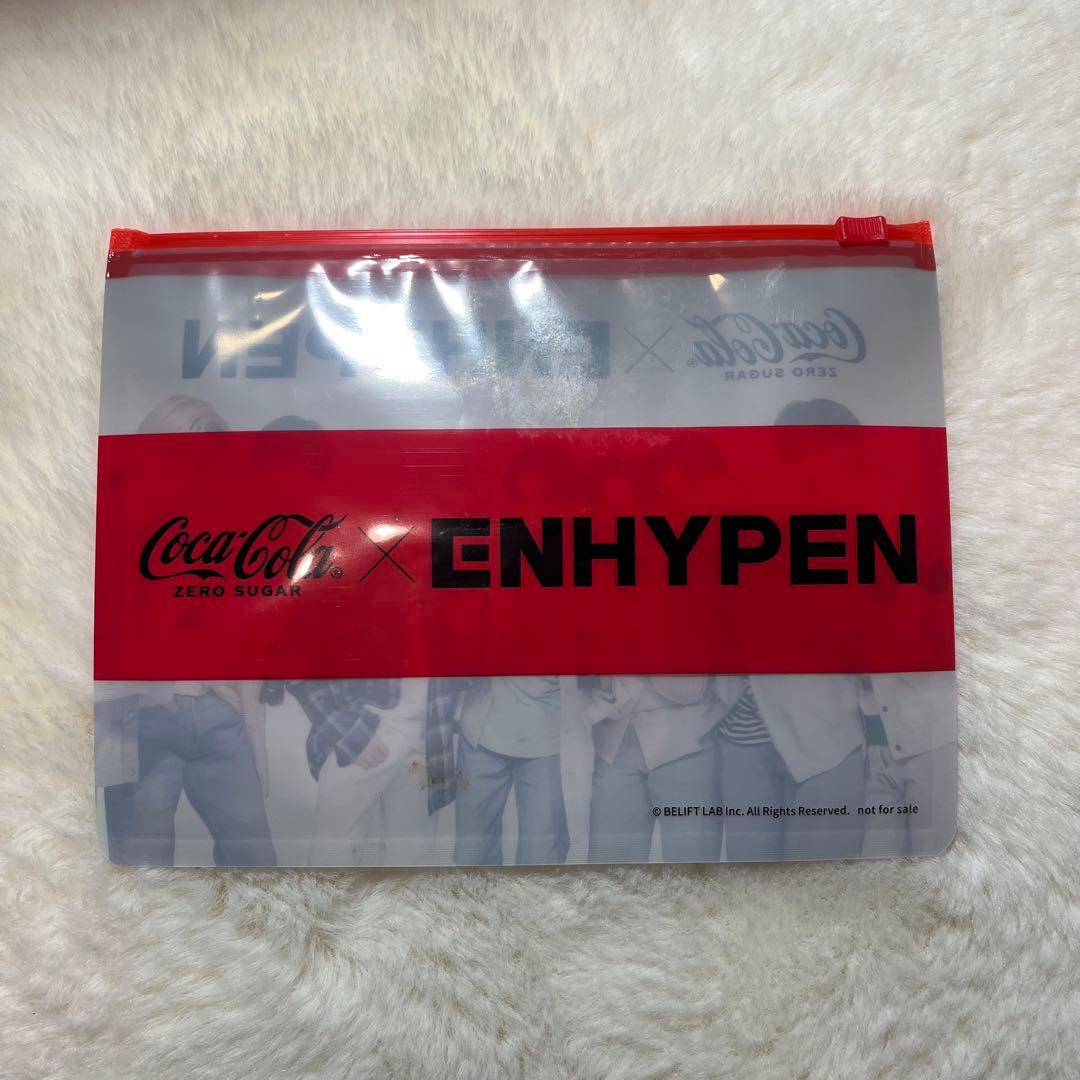 ENHYPEN × Coca-Cola®
ZERO SUGAR
Coca-Cola® × ENHYPEN
ZERO SUGAR
© BELIFT LAB Inc. All Rights Reserved. not for sale